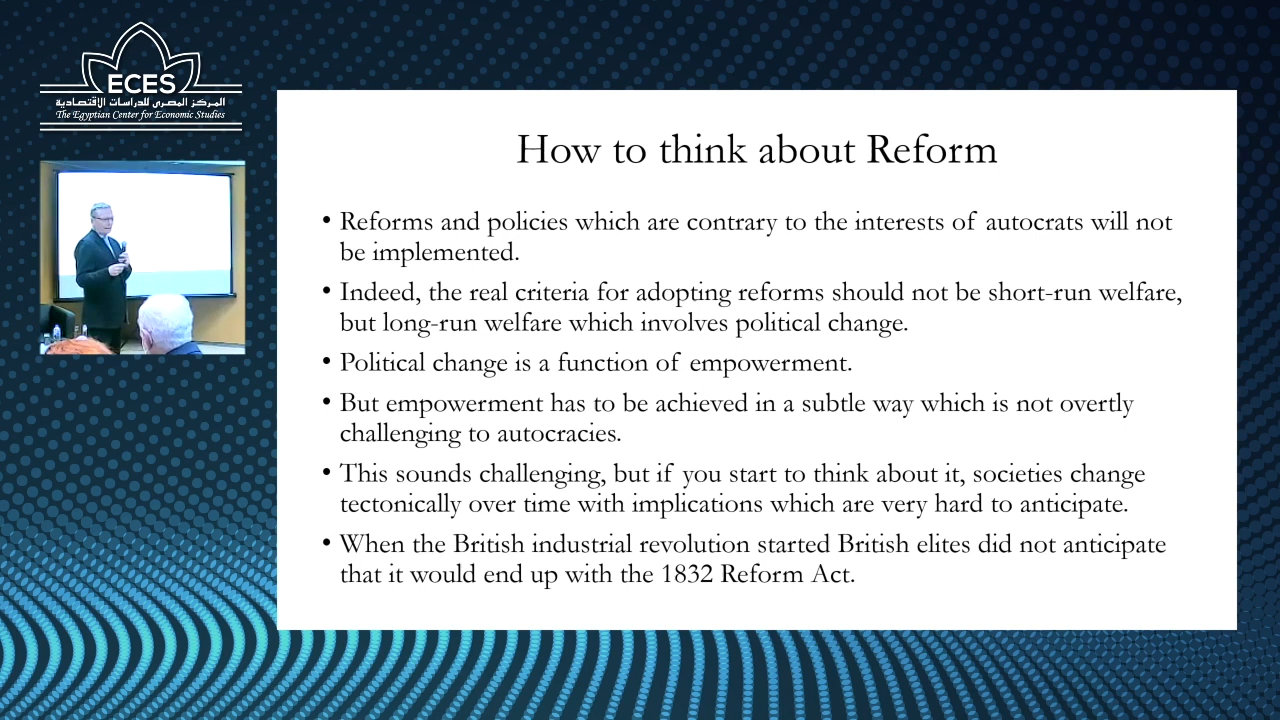 ECES
المركز المصرى للدراسات الاقتصادية
The Egyptian Center for Economic Studies
How to think about Reform
• Reforms and policies which are contrary to the interests of autocrats will not
be implemented.
• Indeed, the real criteria for adopting reforms should not be short-run welfare,
but long-run welfare which involves political change.
• Political change is a function of empowerment.
• But empowerment has to be achieved in a subtle way which is not overtly
challenging to autocracies.
• This sounds challenging, but if you start to think about it, societies change
tectonically over time with implications which are very hard to anticipate.
• When the British industrial revolution started British elites did not anticipate
that it would end up with the 1832 Reform Act.